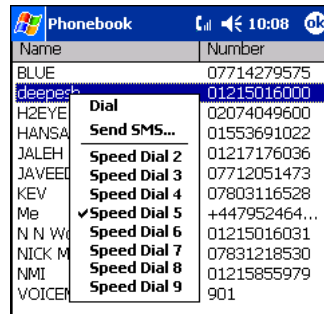 Phonebook 10:08 ok
Name Number
BLUE 07714279575
deepesh 01215016000
H2EYE 02074049600
HANSA 01553691022
JALEH 01217176036
JAVEED 07712051473
KEV 07803116528
Me +447952464...
N N W 01215016031
NICK M 07831218530
NMI 01215855979
VOICEM 901
Dial
Send SMS...
Speed Dial 2
Speed Dial 3
Speed Dial 4
Speed Dial 5
Speed Dial 6
Speed Dial 7
Speed Dial 8
Speed Dial 9